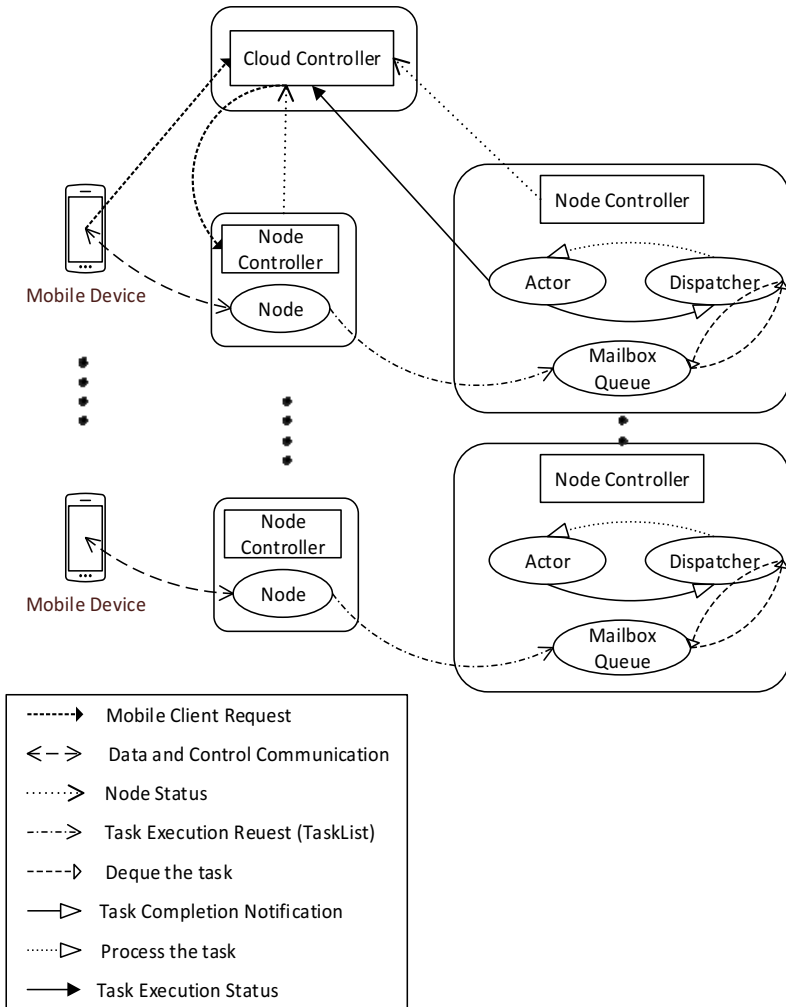 Cloud Controller
Node Controller
Node
Controller
Actor
Dispatcher
Mobile Device
Node
Mailbox
Queue
Node Controller
Node
Controller
Actor
Dispatcher
Node
Mobile Device
Mailbox
Queue
Mobile Client Request
Data and Control Communication
Node Status
Task Execution Reuest (TaskList)
Deque the task
Task Completion Notification
Process the task
Task Execution Status